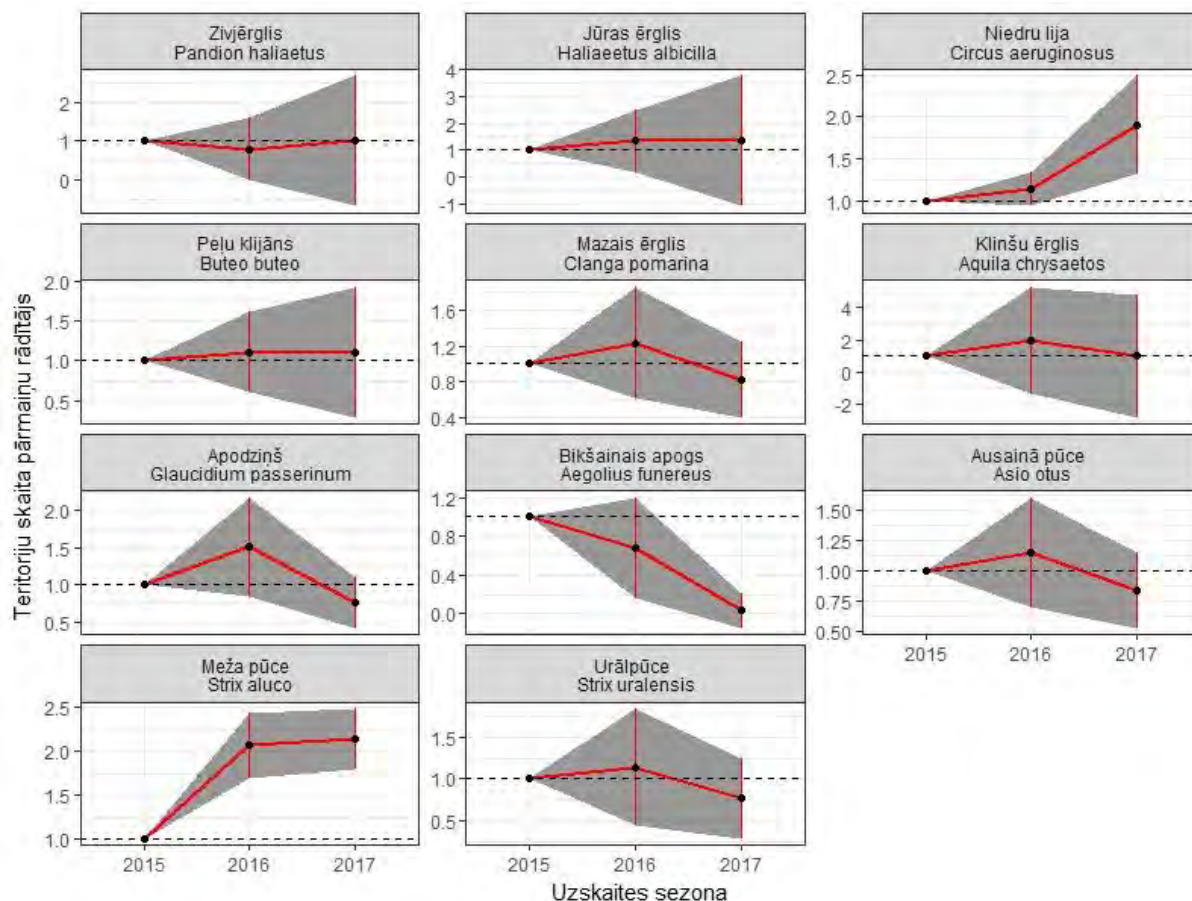 Zivjērglis
Pandion haliaetus
Jūras ērglis
Haliaeetus albicilla
Niedru lija
Circus aeruginosus
2
1
0
4
3
2
1
0
-1
2.5
2.0
1.5
1.0
Peļu klijāns
Buteo buteo
Mazais ērglis
Clanga pomarina
Klinšu ērglis
Aquila chrysaetos
2.0
1.5
1.0
0.5
1.6
1.2
0.8
0.4
4
2
0
-2
Apodziņš
Glaucidium passerinum
Bikšainais apogs
Aegolius funereus
Ausainā pūce
Asio otus
2.0
1.5
1.0
0.5
1.2
0.8
0.4
0.0
1.50
1.25
1.00
0.75
0.50
Meža pūce
Strix aluco
Urālpūce
Strix uralensis
2015 2016 2017
2.5
2.0
1.5
1.0
1.5
1.0
0.5
2015 2016 2017
2015 2016 2017
Uzskaites sezona
Teritoriju skaita pārmaiņu rādītājs